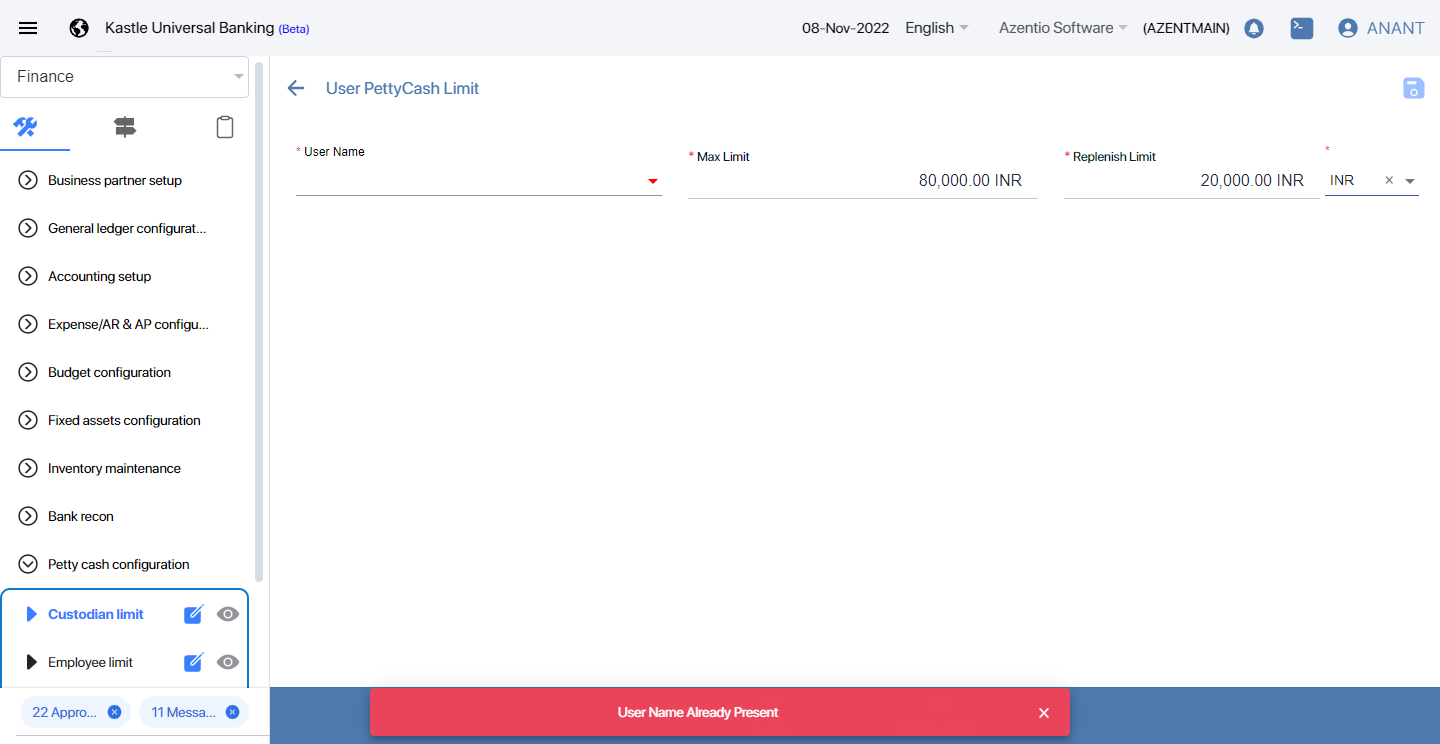 Kastle Universal Banking (Beta)
08-Nov-2022 English Azentio Software (AZENTMAIN) ANANT
Finance
User PettyCash Limit
* User Name
* Max Limit
80,000.00 INR
* Replenish Limit
20,000.00 INR
*
INR
Business partner setup
General ledger configurat...
Accounting setup
Expense/AR & AP configu...
Budget configuration
Fixed assets configuration
Inventory maintenance
Bank recon
Petty cash configuration
Custodian limit
Employee limit
22 Appro...
11 Messa...
User Name Already Present